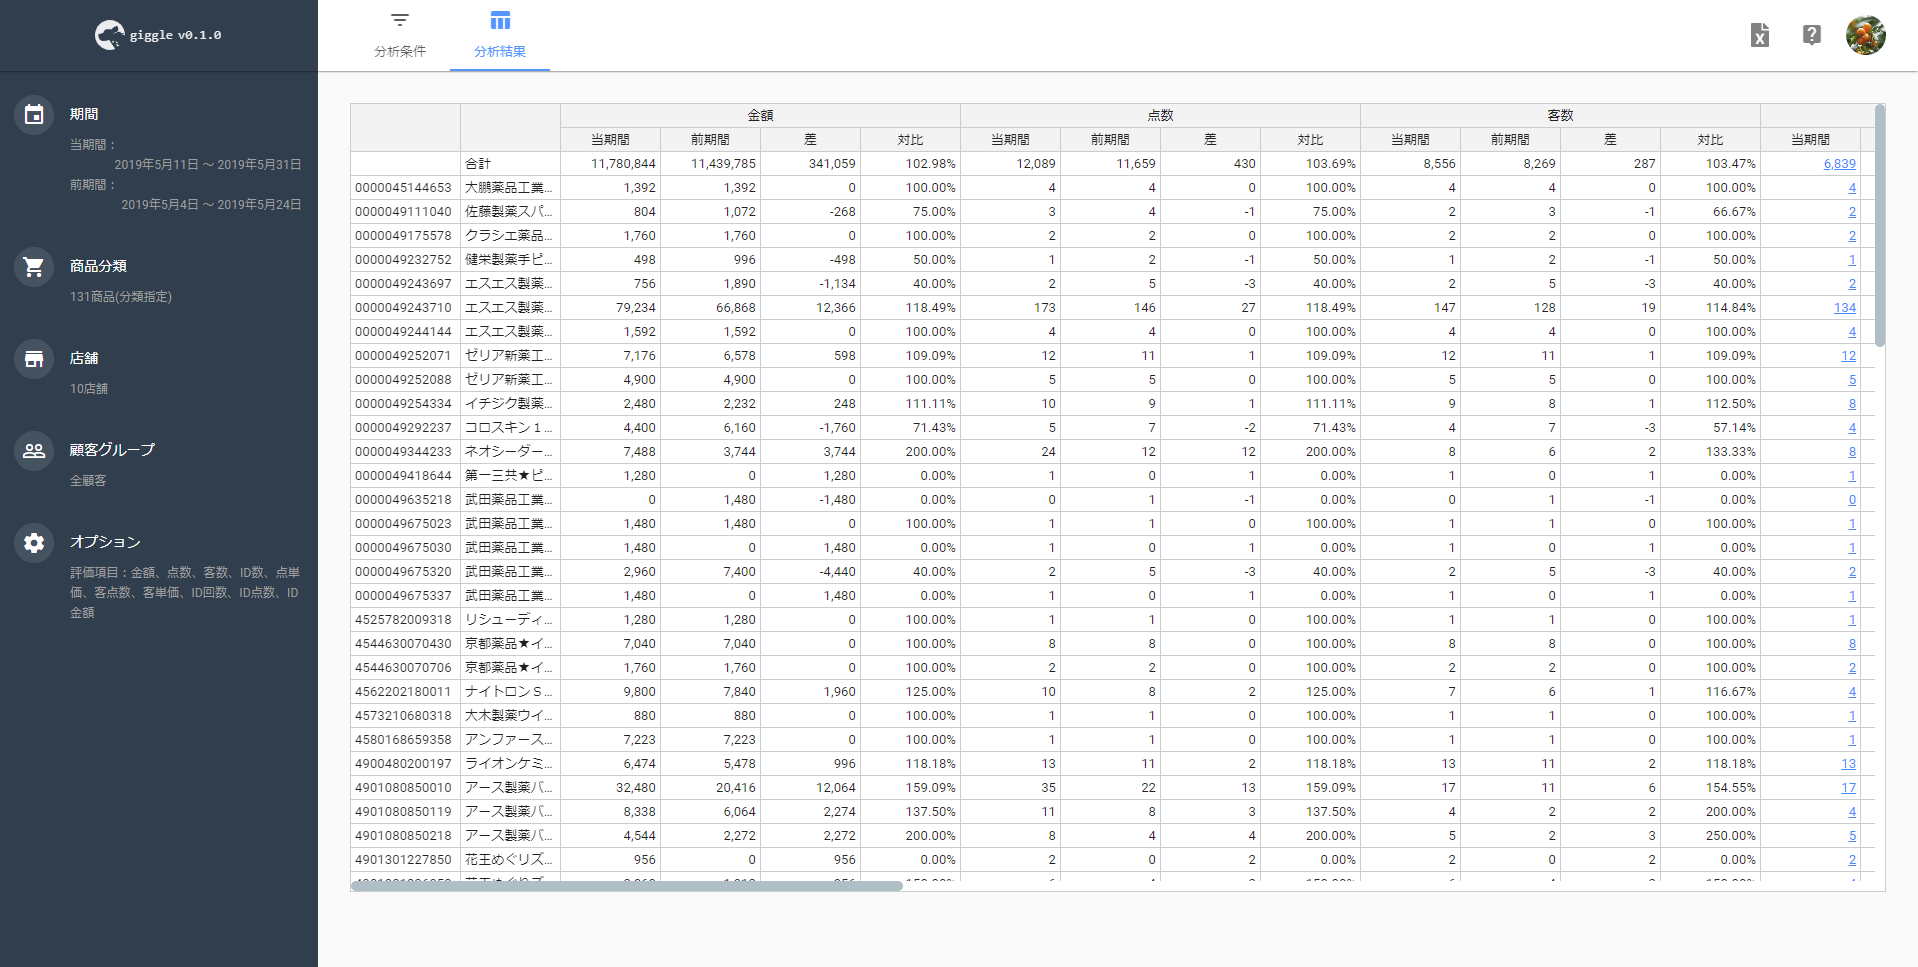 giggle v0.1.0
分析条件
分析結果
期間
当期間：
2019年5月11日 ～ 2019年5月31日
前期間：
2019年5月4日 ～ 2019年5月24日
商品分類
131商品(分類指定)
店舗
10店舗
顧客グループ
全顧客
オプション
評価項目：金額、点数、客数、ID数、点単
価、客点数、客単価、ID回数、ID点数、ID
金額
金額 点数 客数
当期間 前期間 差 対比 当期間 前期間 差 対比 当期間 前期間 差 対比 当期間
合計 11,780,844 11,439,785 341,059 102.98% 12,089 11,659 430 103.69% 8,556 8,269 287 103.47% 6,839
0000045144653 大鵬薬品工業... 1,392 1,392 0 100.00% 4 4 0 100.00% 4 4 0 100.00% 4
0000049111040 佐藤製薬スパ... 804 1,072 -268 75.00% 3 4 -1 75.00% 2 3 -1 66.67% 2
0000049175578 クラシエ薬品... 1,760 1,760 0 100.00% 2 2 0 100.00% 2 2 0 100.00% 2
0000049232752 健栄製薬手ピ... 498 996 -498 50.00% 1 2 -1 50.00% 1 2 -1 50.00% 1
0000049243697 エスエス製薬... 756 1,890 -1,134 40.00% 2 5 -3 40.00% 2 5 -3 40.00% 2
0000049243710 エスエス製薬... 79,234 66,868 12,366 118.49% 173 146 27 118.49% 147 128 19 114.84% 134
0000049244144 エスエス製薬... 1,592 1,592 0 100.00% 4 4 0 100.00% 4 4 0 100.00% 4
0000049252071 ゼリア新薬工... 7,176 6,578 598 109.09% 12 11 1 109.09% 12 11 1 109.09% 12
0000049252088 ゼリア新薬工... 4,900 4,900 0 100.00% 5 5 0 100.00% 5 5 0 100.00% 5
0000049254334 イチジク製薬... 2,480 2,232 248 111.11% 10 9 1 111.11% 9 8 1 112.50% 8
0000049292237 コロスキン１... 4,400 6,160 -1,760 71.43% 5 7 -2 71.43% 4 7 -3 57.14% 4
0000049344233 ネオシーダー... 7,488 3,744 3,744 200.00% 24 12 12 200.00% 8 6 2 133.33% 8
0000049418644 第一三共★ピ... 1,280 0 1,280 0.00% 1 0 1 0.00% 1 0 1 0.00% 1
0000049635218 武田薬品工業... 0 1,480 -1,480 0.00% 0 1 -1 0.00% 0 1 -1 0.00% 0
0000049675023 武田薬品工業... 1,480 1,480 0 100.00% 1 1 0 100.00% 1 1 0 100.00% 1
0000049675030 武田薬品工業... 1,480 0 1,480 0.00% 1 0 1 0.00% 1 0 1 0.00% 1
0000049675320 武田薬品工業... 2,960 7,400 -4,440 40.00% 2 5 -3 40.00% 2 5 -3 40.00% 2
0000049675337 武田薬品工業... 1,480 0 1,480 0.00% 1 0 1 0.00% 1 0 1 0.00% 1
4525782009318 リシューディ... 1,280 1,280 0 100.00% 1 1 0 100.00% 1 1 0 100.00% 1
4544630070430 京都薬品★イ... 7,040 7,040 0 100.00% 8 8 0 100.00% 8 8 0 100.00% 8
4544630070706 京都薬品★イ... 1,760 1,760 0 100.00% 2 2 0 100.00% 2 2 0 100.00% 2
4562202180011 ナイトロンＳ... 9,800 7,840 1,960 125.00% 10 8 2 125.00% 7 6 1 116.67% 4
4573210680318 大木製薬ウイ... 880 880 0 100.00% 1 1 0 100.00% 1 1 0 100.00% 1
4580168659358 アンファース... 7,223 7,223 0 100.00% 1 1 0 100.00% 1 1 0 100.00% 1
4900480200197 ライオンケミ... 6,474 5,478 996 118.18% 13 11 2 118.18% 13 11 2 118.18% 13
4901080850010 アース製薬バ... 32,480 20,416 12,064 159.09% 35 22 13 159.09% 17 11 6 154.55% 17
4901080850119 アース製薬バ... 8,338 6,064 2,274 137.50% 11 8 3 137.50% 4 2 2 200.00% 4
4901080850218 アース製薬バ... 4,544 2,272 2,272 200.00% 8 4 4 200.00% 5 2 3 250.00% 5
4901301227850 花王めぐりズ... 956 0 956 0.00% 2 0 2 0.00% 2 0 2 0.00% 2